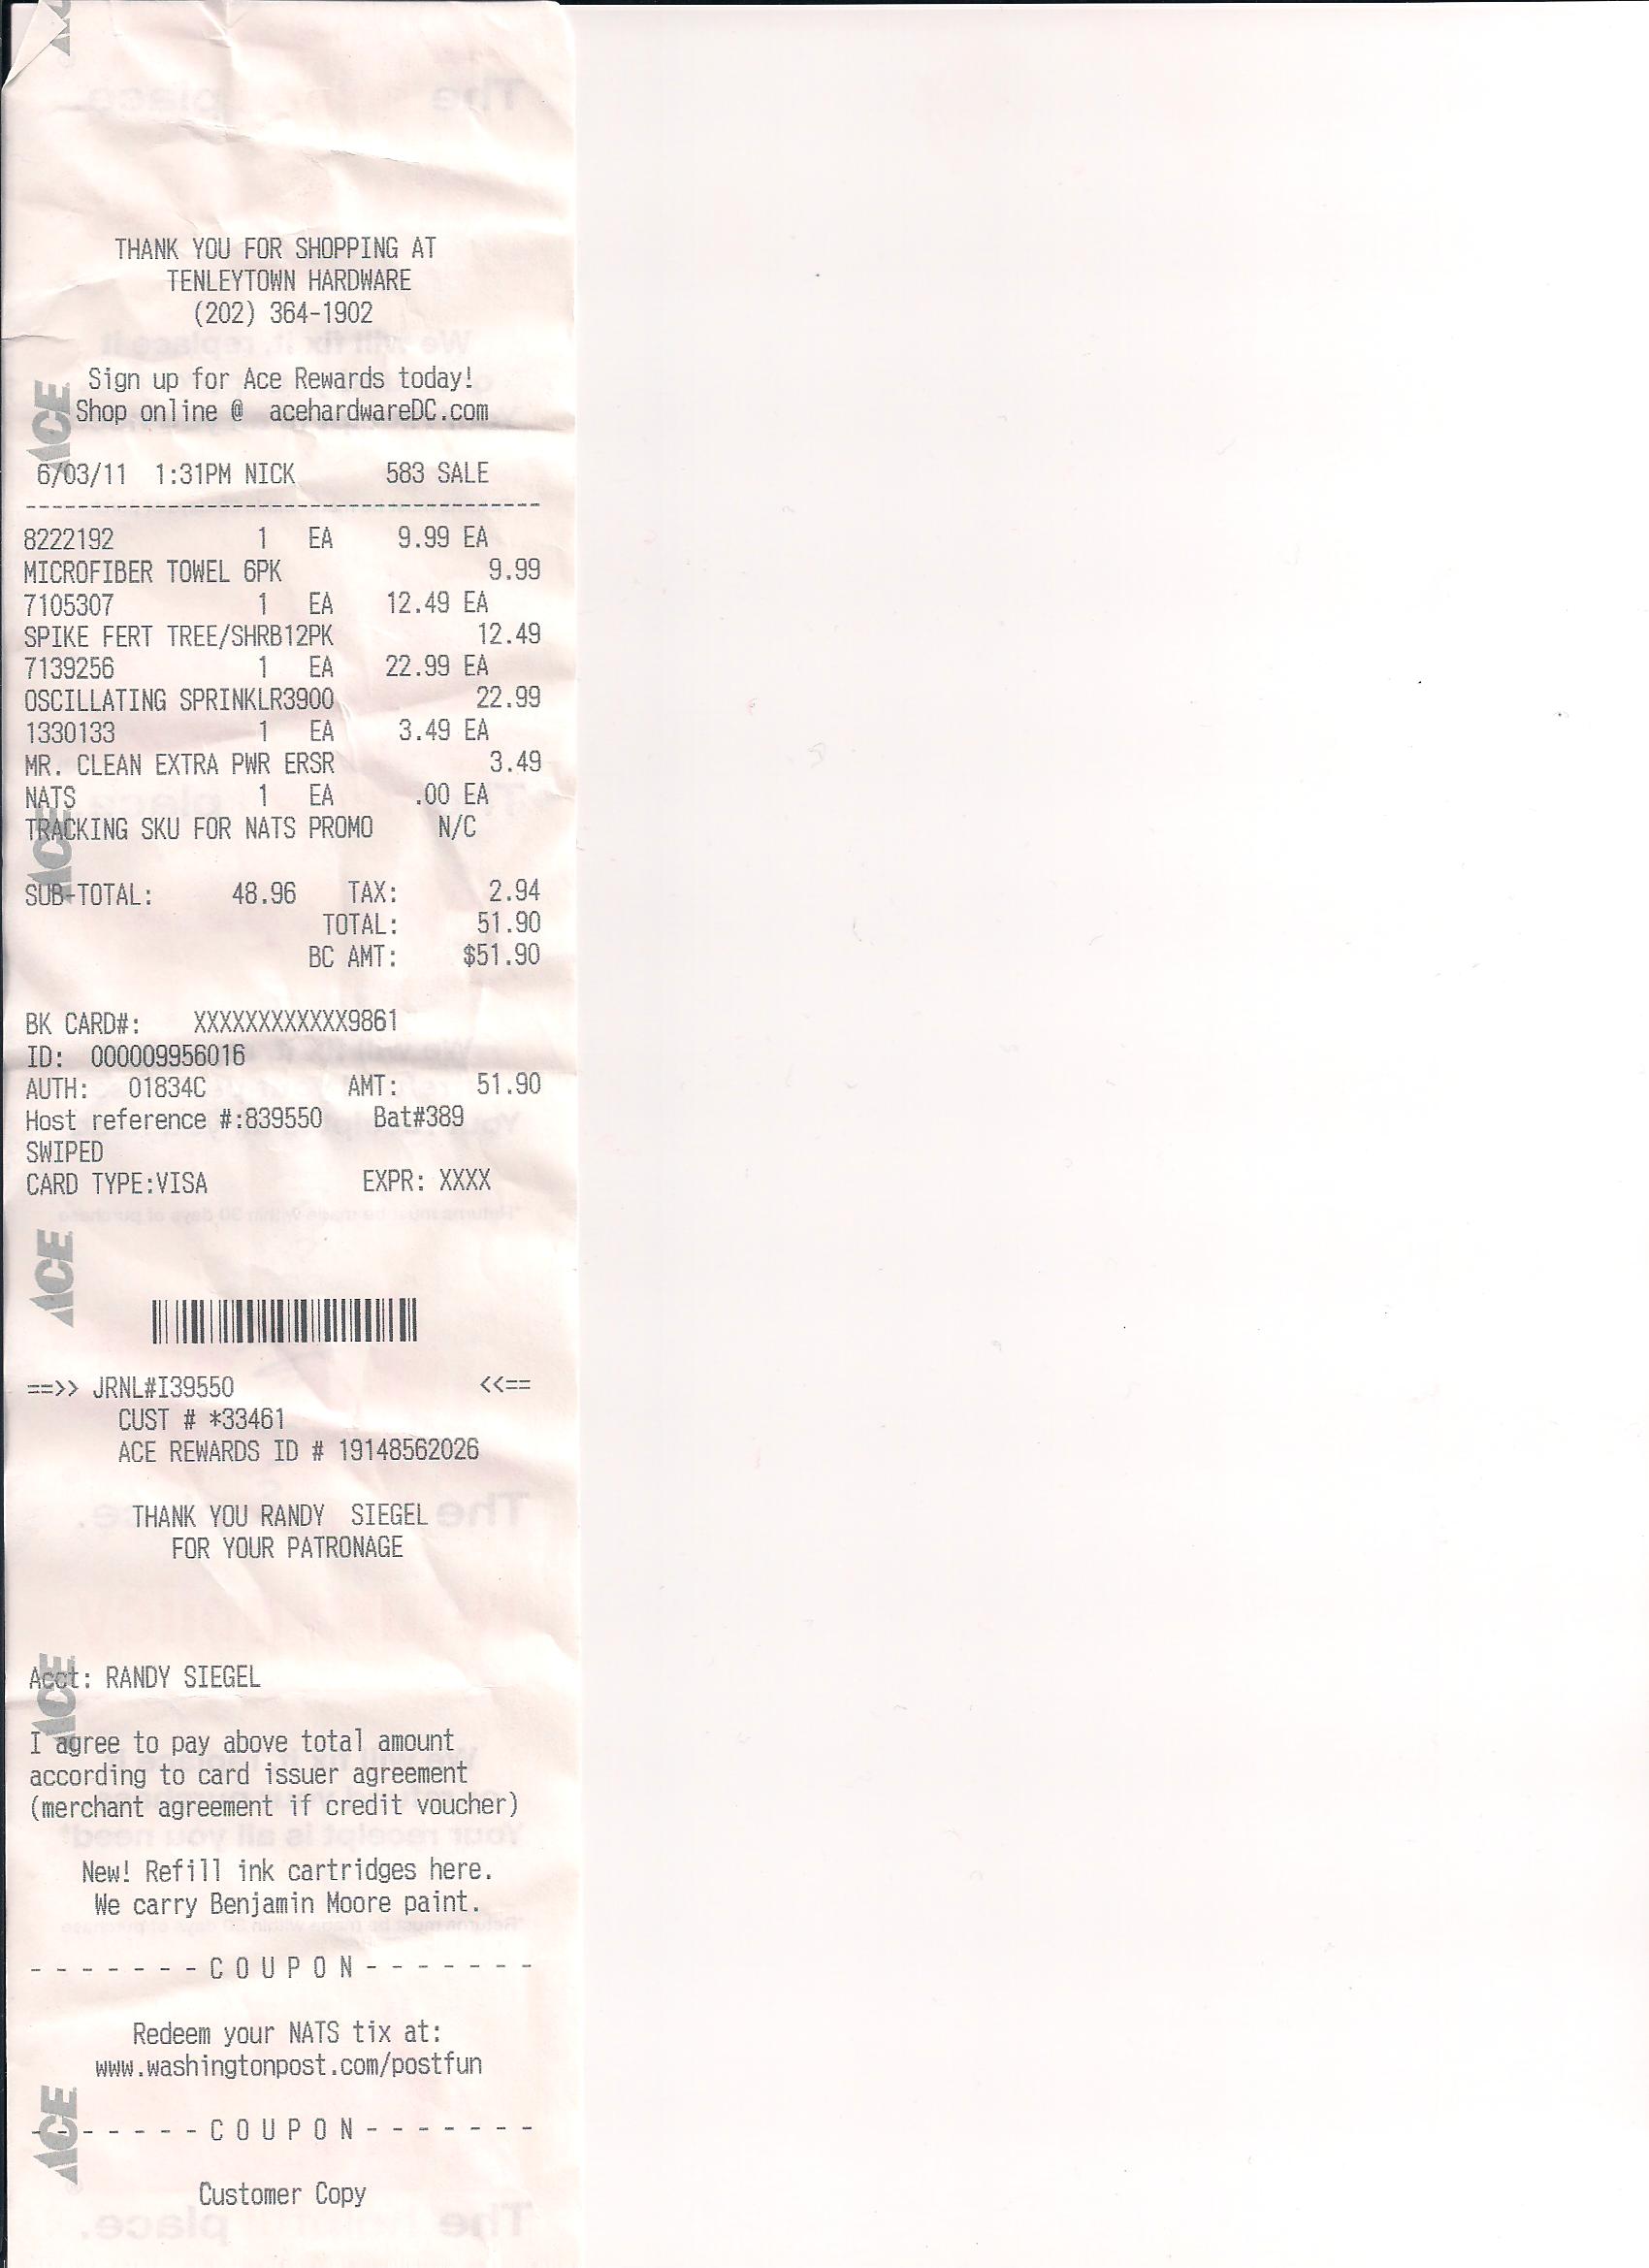 THANK YOU FOR SHOPPING AT
TENLEYTOWN HARDWARE
(202) 364-1902
Sign up for Ace Rewards today!
Shop online @  acehardwareDC.com
6/03/11  1:31PM NICK       583 SALE
----------------------------------------
8222192           1   EA     9.99 EA
MICROFIBER TOWEL 6PK                9.99
7105307           1   EA    12.49 EA
SPIKE FERT TREE/SHRB12PK           12.49
7139256           1   EA    22.99 EA
OSCILLATING SPRINKLR3900           22.99
1330133           1   EA     3.49 EA
MR. CLEAN EXTRA PWR ERSR            3.49
NATS              1   EA      .00 EA
TRACKING SKU FOR NATS PROMO     N/C
SUB-TOTAL:      48.96    TAX:       2.94
TOTAL:      51.90
BC AMT:     $51.90
BK CARD#:    XXXXXXXXXXXX9861
ID:  000009956016
AUTH:   01834C           AMT:      51.90
Host reference #:839550    Bat#389
SWIPED
CARD TYPE:VISA            EXPR: XXXX
==>> JRNL#I39550                   <<==
CUST # *33461
ACE REWARDS ID # 19148562026
THANK YOU RANDY  SIEGEL
FOR YOUR PATRONAGE
Acct: RANDY SIEGEL
I agree to pay above total amount
according to card issuer agreement
(merchant agreement if credit voucher)
New! Refill ink cartridges here.
We carry Benjamin Moore paint.
- - - - - - - C O U P O N - - - - - - -
Redeem your NATS tix at:
www.washingtonpost.com/postfun
- - - - - - - C O U P O N - - - - - - -
Customer Copy
ACE
ACE
ACE
ACE
ACE